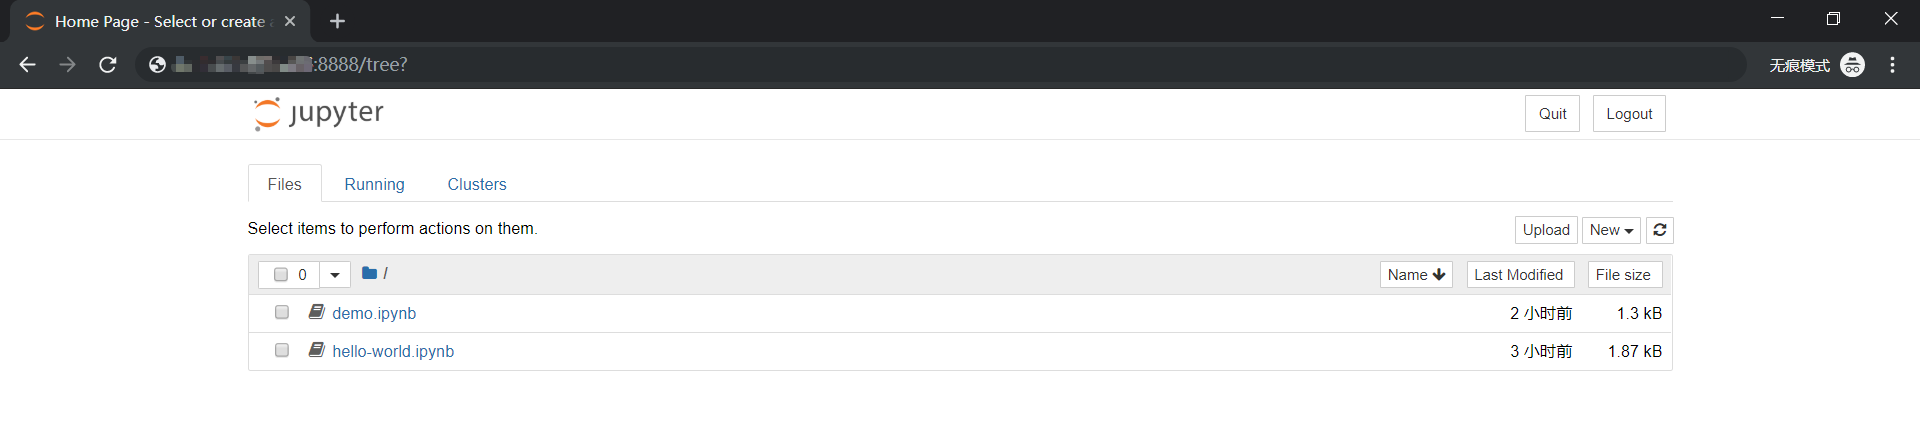 Home Page - Select or create
:8888/tree?
无痕模式
jupyter
Quit
Logout
Files
Running
Clusters
Select items to perform actions on them.
Upload
New
0
/
Name
Last Modified
File size
demo.ipynb
2 小时前
1.3 kB
hello-world.ipynb
3 小时前
1.87 kB